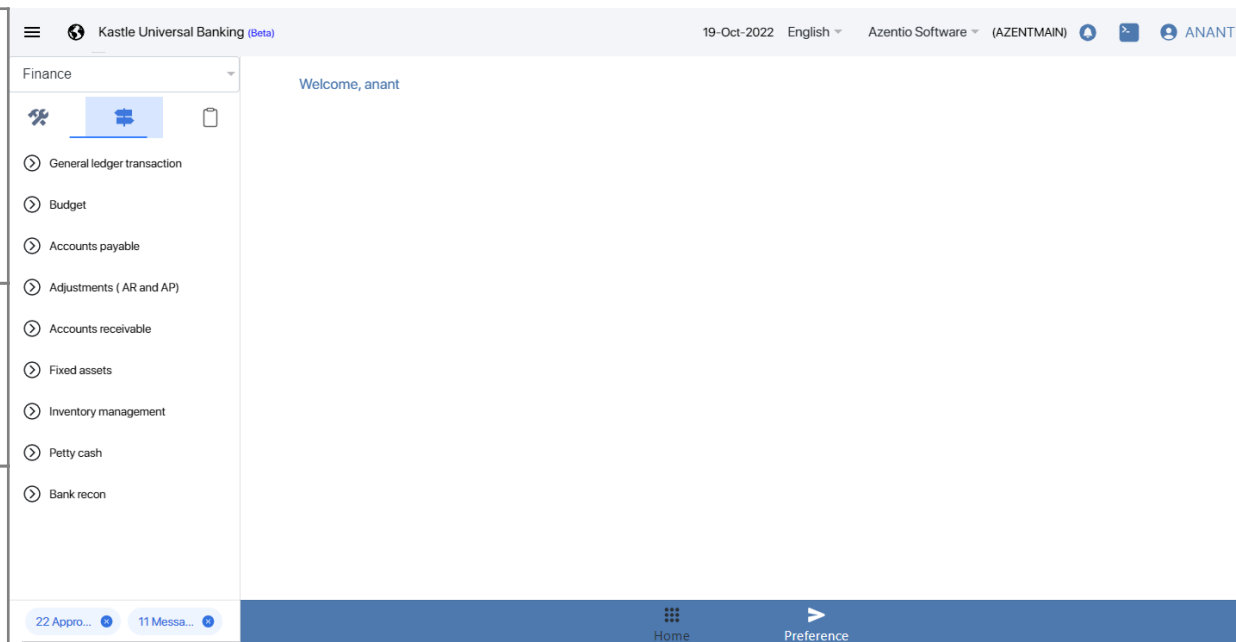 Kastle Universal Banking (Beta) 19-Oct-2022 English Azentio Software (AZENTMAIN) ANANT
Finance
Welcome, anant
General ledger transaction
Budget
Accounts payable
Adjustments ( AR and AP)
Accounts receivable
Fixed assets
Inventory management
Petty cash
Bank recon
22 Appro... 11 Messa...
Home Preference